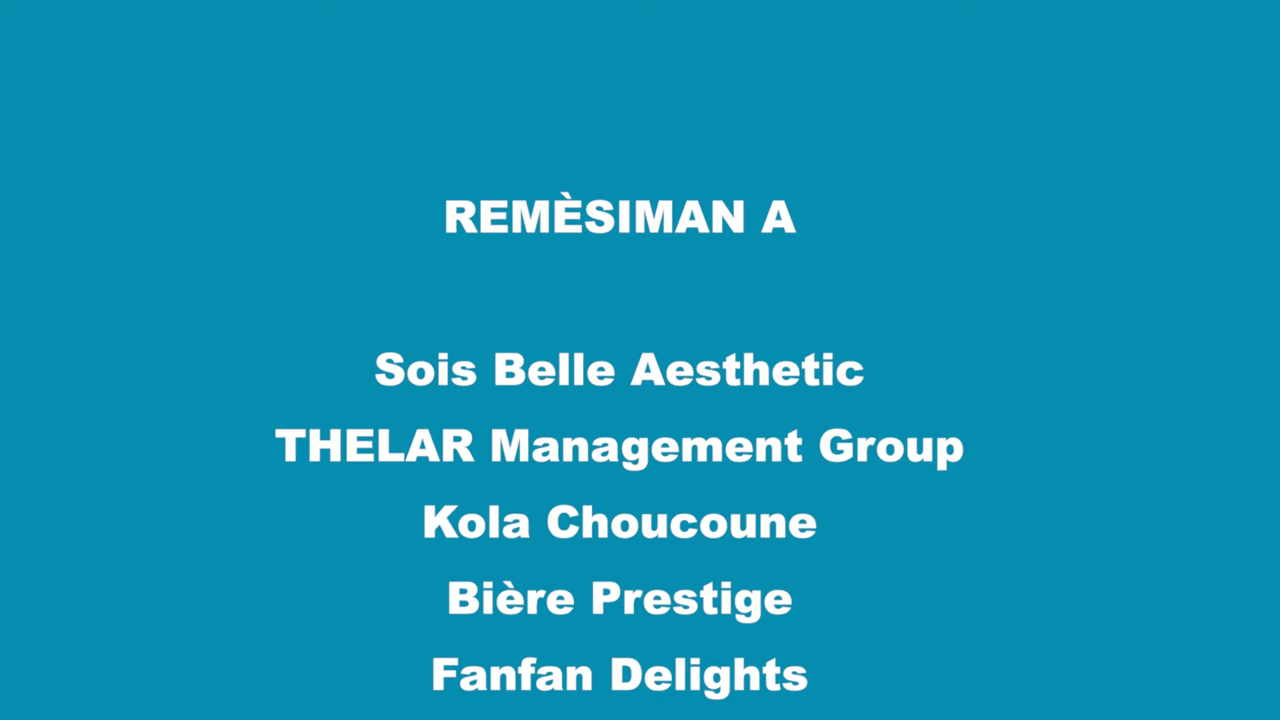 REMÈSIMAN A
Sois Belle Aesthetic
THELAR Management Group
Kola Choucoune
Bière Prestige
Fanfan Delights